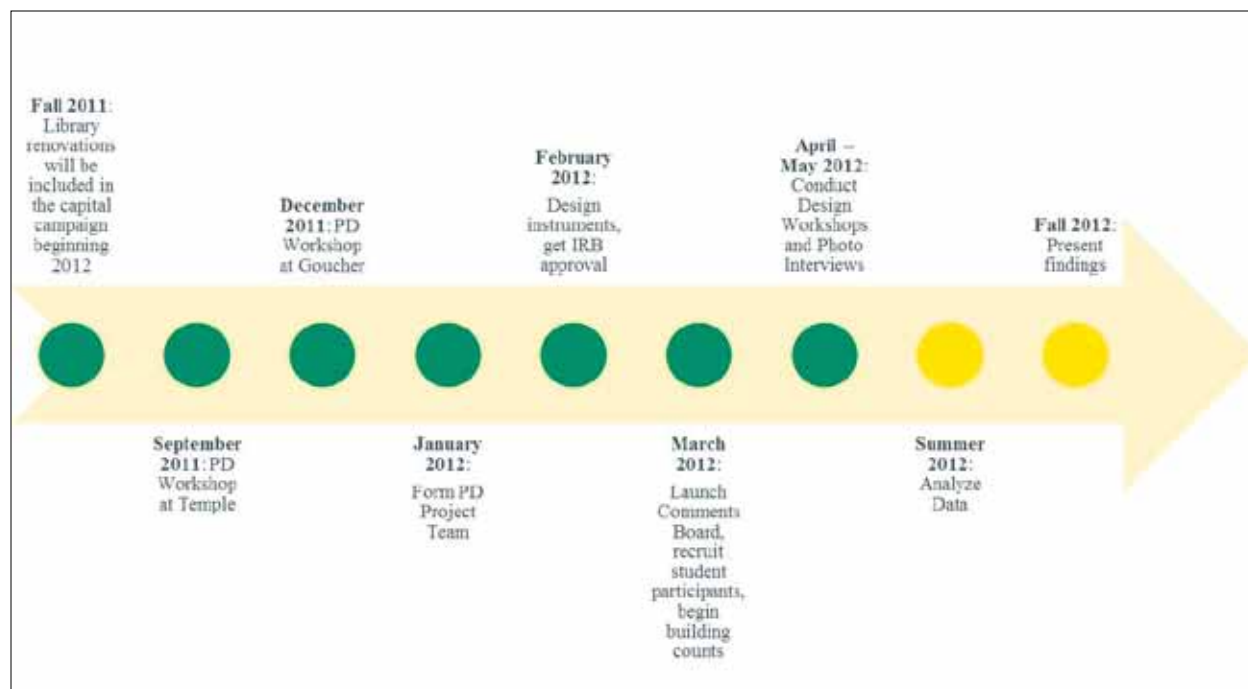 Fall 2011:
Library
renovations
will be
included in
the capital
campaign
beginning
2012
September
2011: PD
Workshop
at Temple
December
2011: PD
Workshop
at Goucher
January
2012:
Form PD
Project
Team
February
2012:
Design
instruments,
get IRB
approval
March
2012:
Launch
Comments
Board,
recruit
student
participants,
begin
building
counts
April –
May 2012:
Conduct
Design
Workshops
and Photo
Interviews
Summer
2012:
Analyze
Data
Fall 2012:
Present
findings